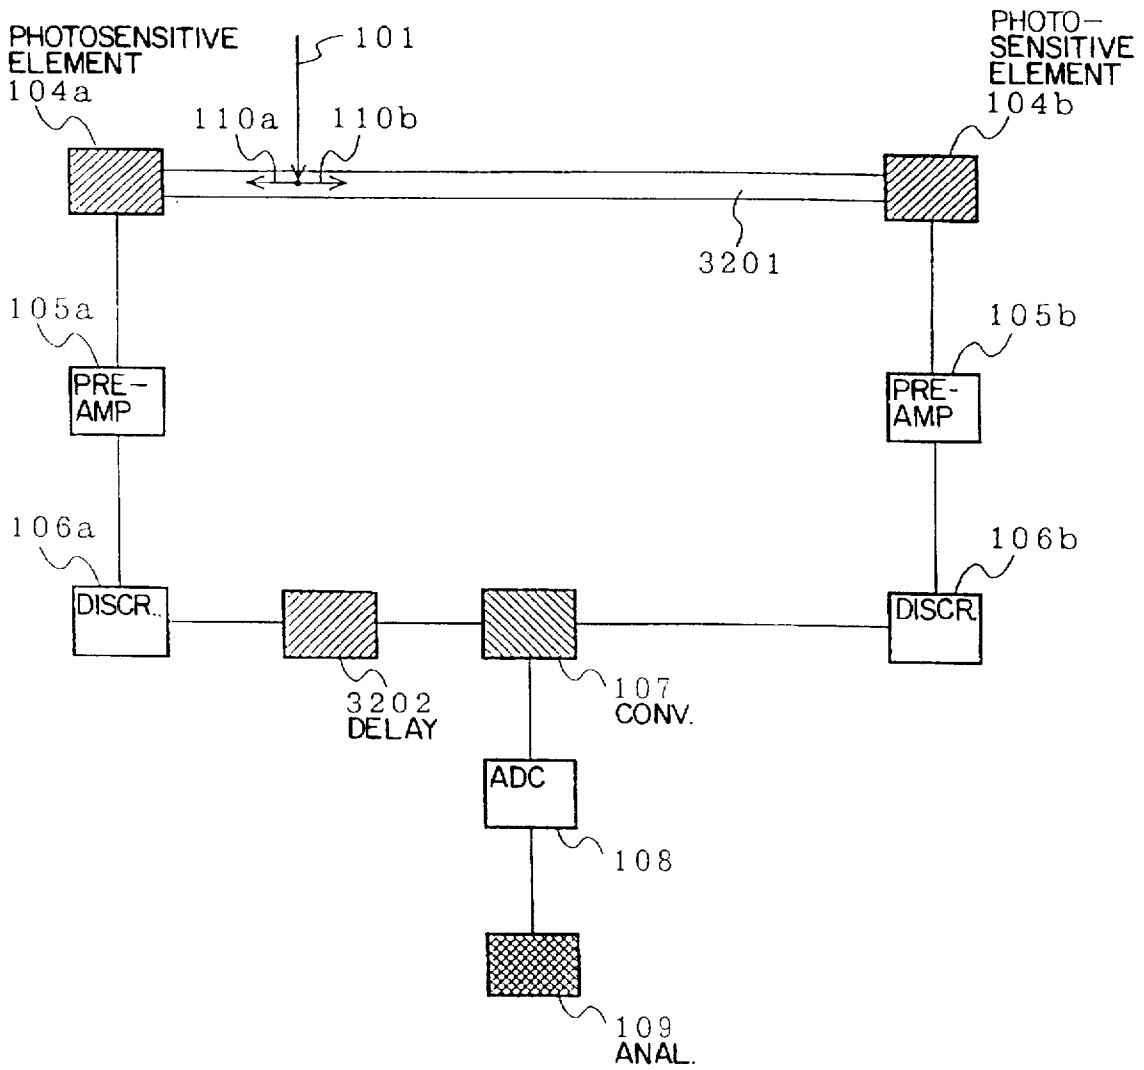 PHOTOSENSITIVE
ELEMENT
104a
101
PHOTO-
SENSITIVE
ELEMENT
104b
110a
110b
3201
105a
PRE-
AMP
105b
PRE-
AMP
106a
DISCR..
106b
DISCR.
3202
DELAY
107
CONV.
ADC
108
109
ANAL.